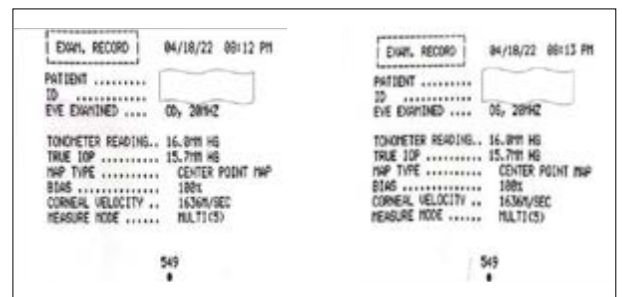 EXAM. RECORD 04/18/22 08:12 PM
PATIENT .........
ID ............
EYE EXAMINED .... OD, 20MHZ
TONOMETER READING.. 16.0MM HG
TRUE IOP .......... 15.7MM HG
MAP TYPE .......... CENTER POINT MAP
BIAS .............. 100%
CORNEAL VELOCITY .. 1636M/SEC
MEASURE MODE ...... MULTI(5)
549
EXAM. RECORD 04/18/22 08:13 PM
PATIENT .........
ID ............
EYE EXAMINED .... OS, 20MHZ
TONOMETER READING.. 16.0MM HG
TRUE IOP .......... 15.7MM HG
MAP TYPE .......... CENTER POINT MAP
BIAS .............. 100%
CORNEAL VELOCITY .. 1636M/SEC
MEASURE MODE ...... MULTI(5)
549